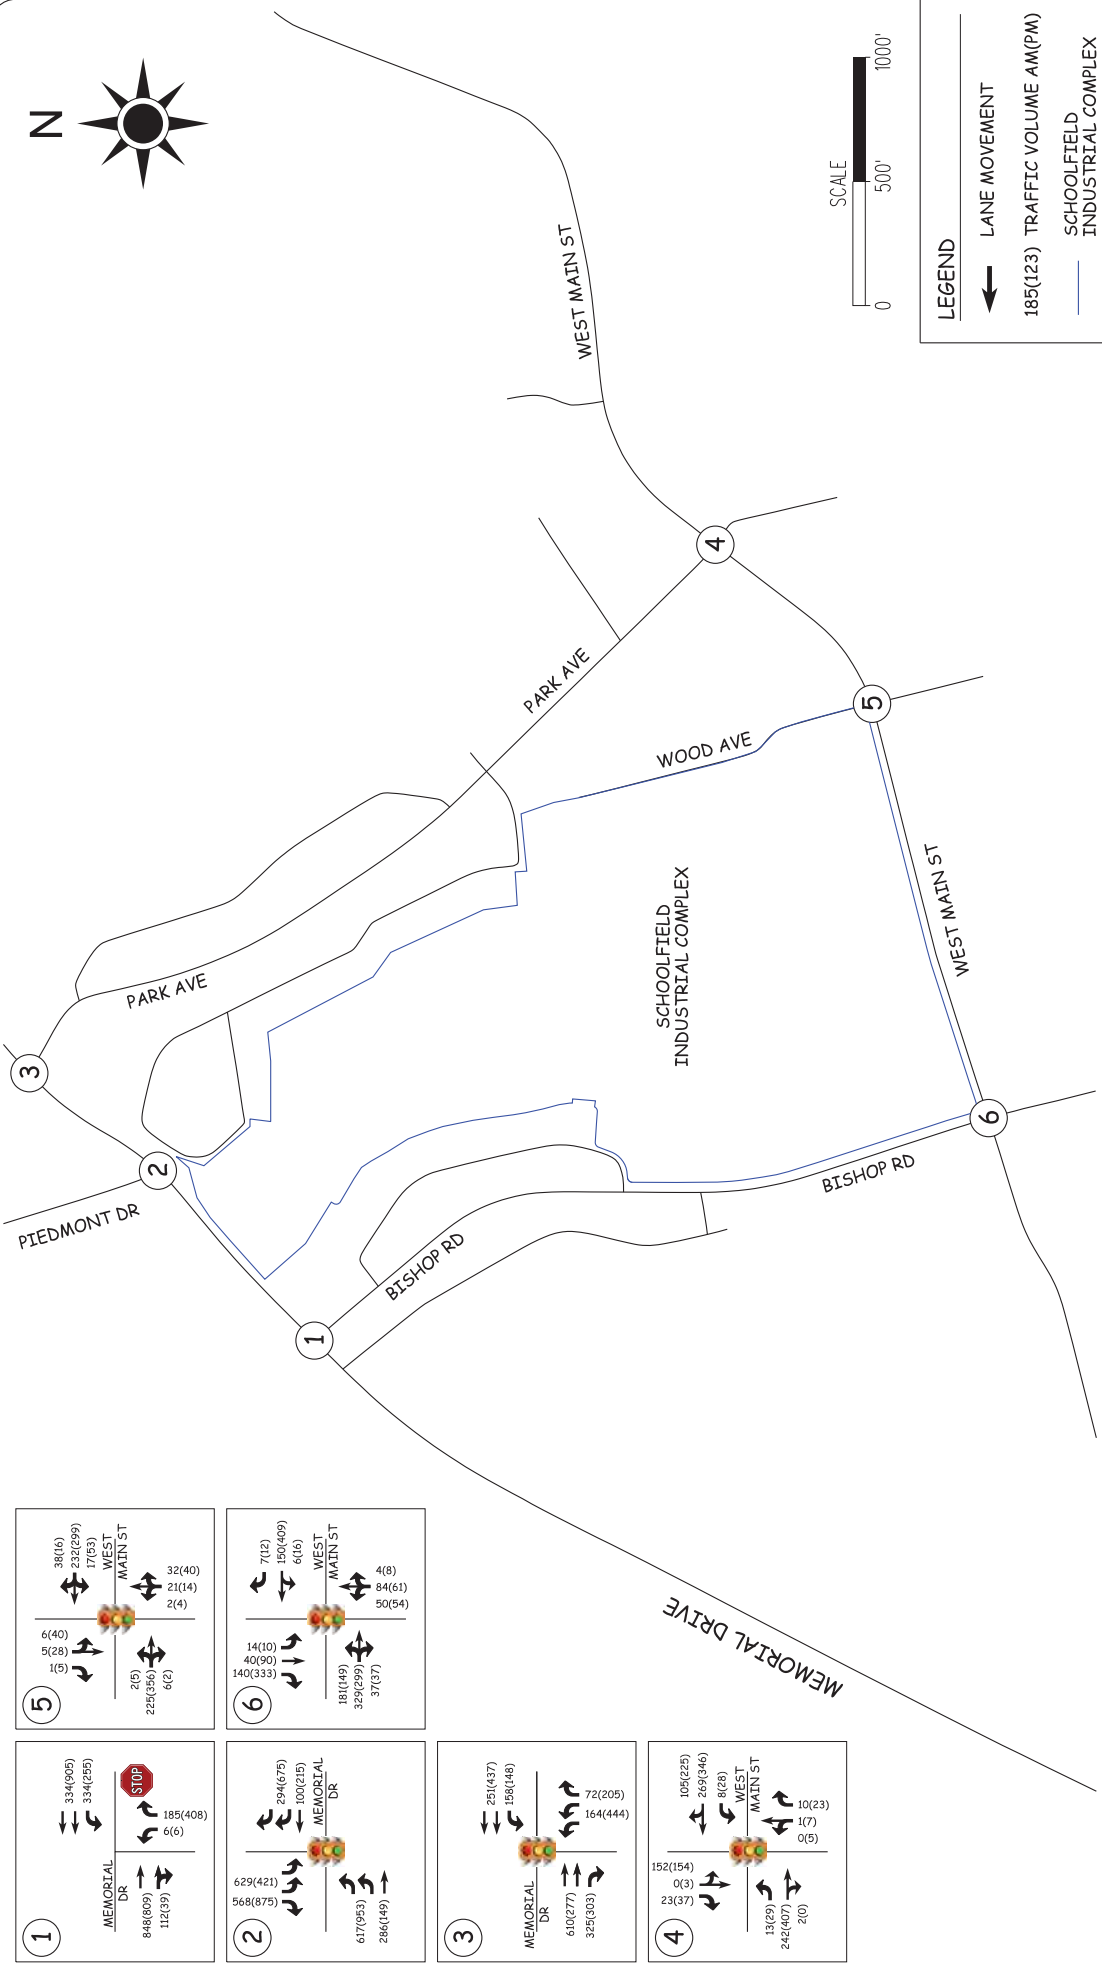 N
WEST MAIN ST
SCALE
0
500'
1000'
LEGEND
LANE MOVEMENT
185(123) TRAFFIC VOLUME AM(PM)
SCHOOLFIELD
INDUSTRIAL COMPLEX
4
PARK AVE
5
WOOD AVE
WEST MAIN ST
SCHOOLFIELD
INDUSTRIAL COMPLEX
PARK AVE
3
2
PIEDMONT DR
6
BISHOP RD
BISHOP RD
1
MEMORIAL DRIVE
5
6(40)
5(28)
1(5)
38(16)
232(299)
17(53)
WEST
MAIN ST
2(5)
225(356)
6(2)
32(40)
21(14)
2(4)
6
14(10)
40(90)
140(333)
7(12)
150(409)
6(16)
WEST
MAIN ST
181(149)
329(299)
37(37)
4(8)
84(61)
50(54)
1
334(905)
334(255)
MEMORIAL
DR
STOP
848(809)
112(39)
185(408)
6(6)
2
629(421)
568(875)
294(675)
100(215)
MEMORIAL
DR
617(953)
286(149)
3
251(437)
158(148)
MEMORIAL
DR
610(277)
325(303)
72(205)
164(444)
4
152(154)
0(3)
23(37)
105(225)
269(346)
8(28)
WEST
MAIN ST
13(29)
242(407)
2(0)
10(23)
1(7)
0(5)